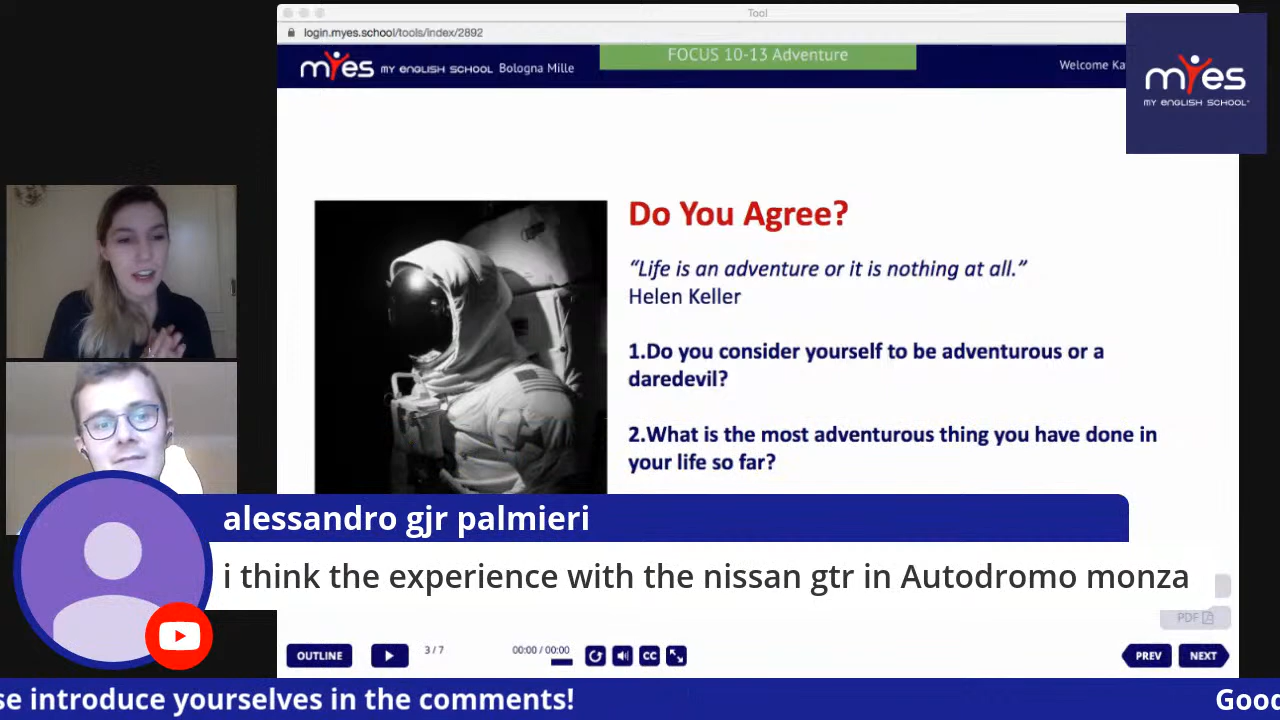 Tool
login.myes.school/tools/index/2892
myes MY ENGLISH SCHOOL Bologna Mille
FOCUS 10-13 Adventure
Welcome Ka
myes
MY ENGLISH SCHOOL
Do You Agree?
“Life is an adventure or it is nothing at all.”
Helen Keller
1.Do you consider yourself to be adventurous or a
daredevil?
2.What is the most adventurous thing you have done in
your life so far?
alessandro gjr palmieri
i think the experience with the nissan gtr in Autodromo monza
PDF
OUTLINE
3 / 7
00:00 / 00:00
CC
PREV
NEXT
se introduce yourselves in the comments!
Good